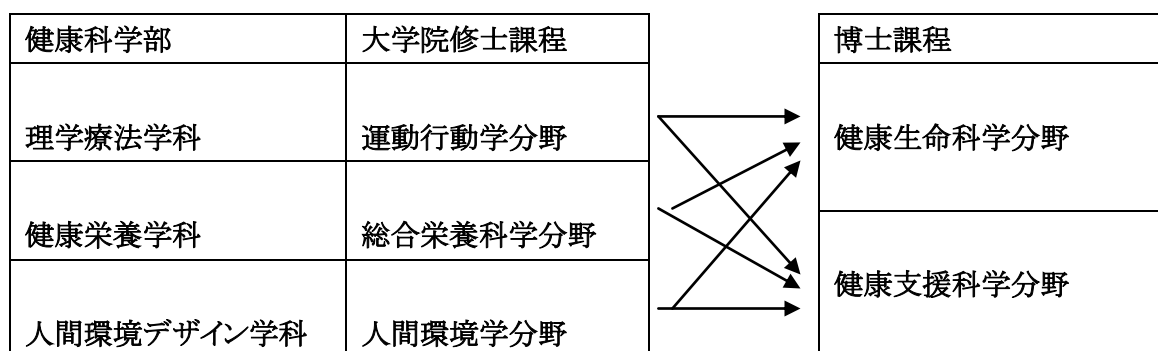 健康科学部 大学院修士課程 博士課程
理学療法学科 運動行動学分野 健康生命科学分野
健康栄養学科 総合栄養科学分野
健康支援科学分野
人間環境デザイン学科 人間環境学分野